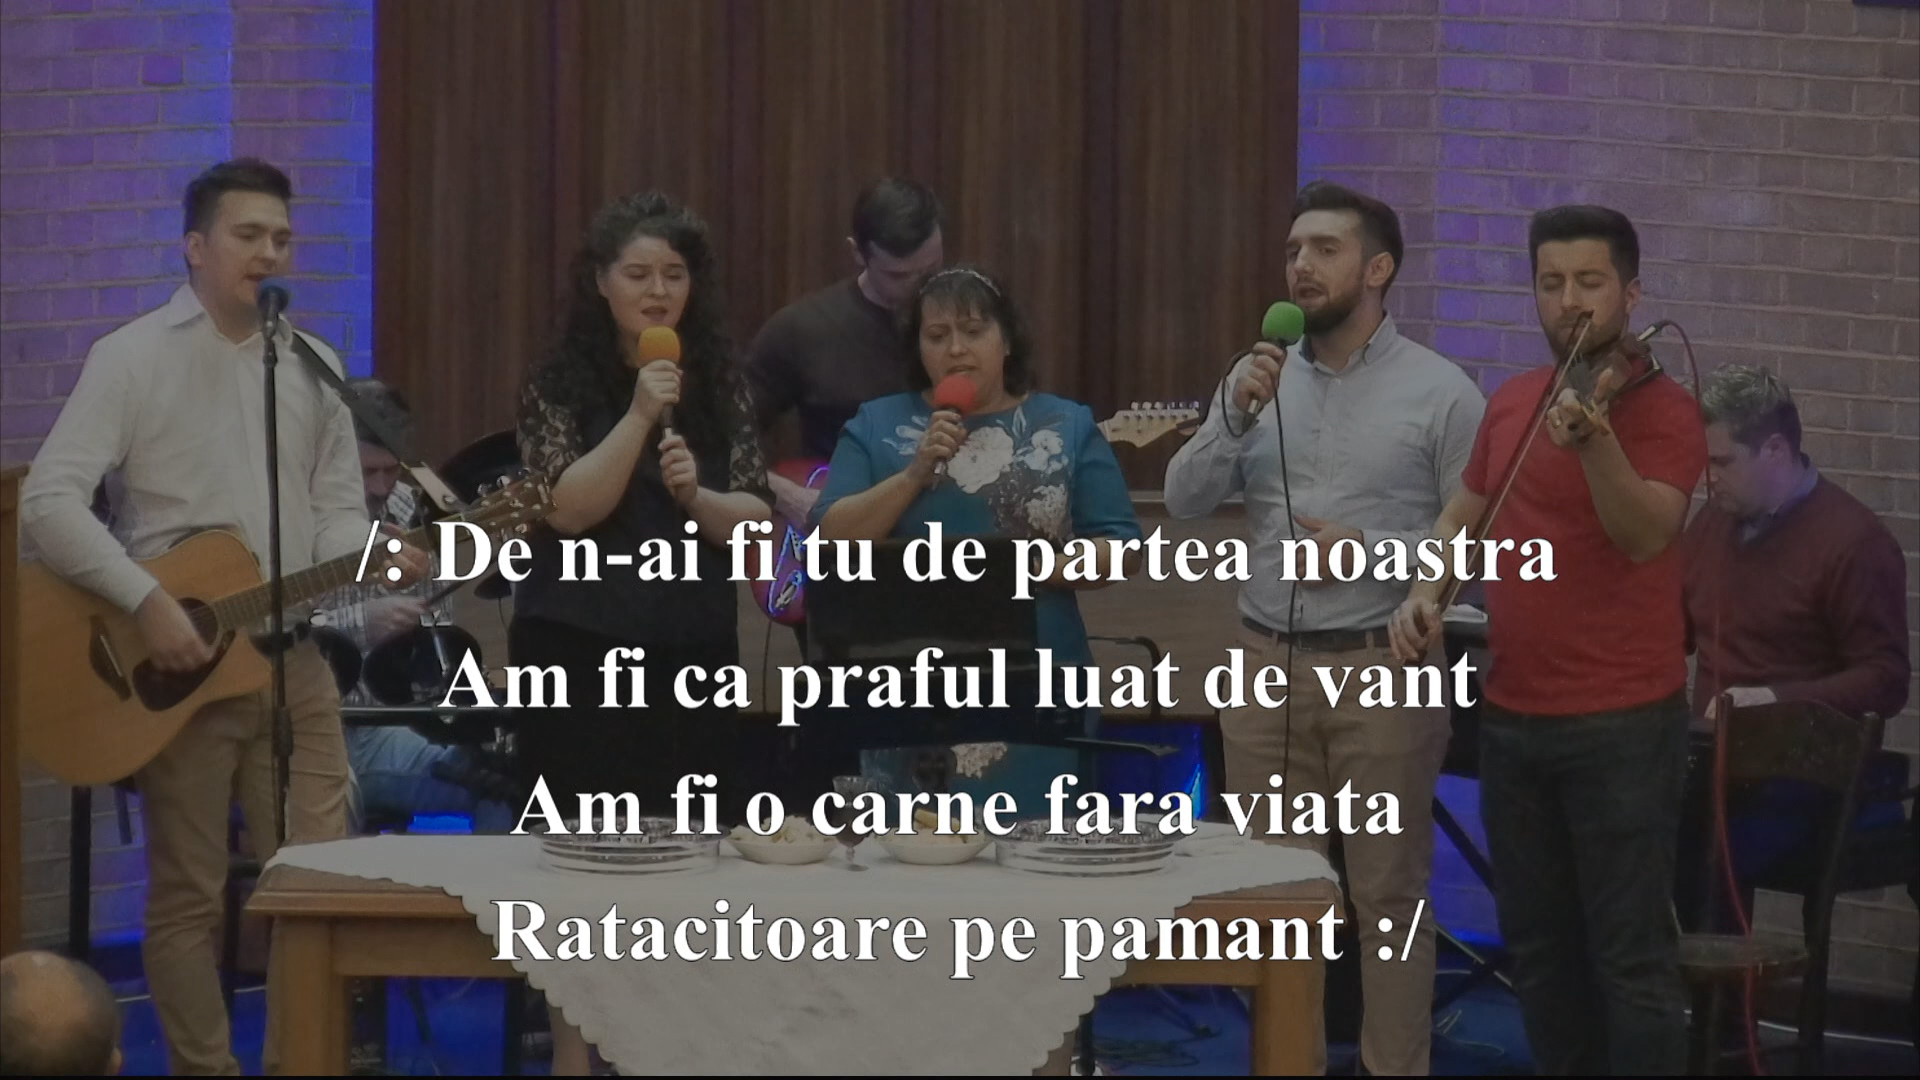 /: De n-ai fi tu de partea noastra
Am fi ca praful luat de vant
Am fi o carne fara viata
Ratacitoare pe pamant :/